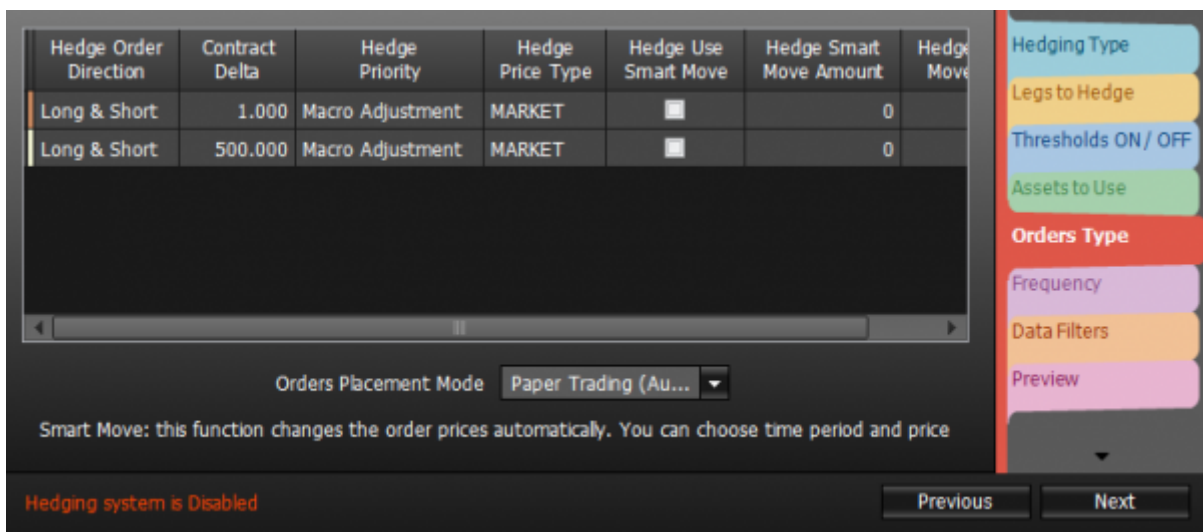 Hedge Order Direction Contract Delta Hedge Priority Hedge Price Type Hedge Use Smart Move Hedge Smart Move Amount Hedge Move
Long & Short 1.000 Macro Adjustment MARKET 0
Long & Short 500.000 Macro Adjustment MARKET 0
Orders Placement Mode Paper Trading (Au...
Smart Move: this function changes the order prices automatically. You can choose time period and price
Hedging system is Disabled
Previous Next
Hedging Type
Legs to Hedge
Thresholds ON / OFF
Assets to Use
Orders Type
Frequency
Data Filters
Preview